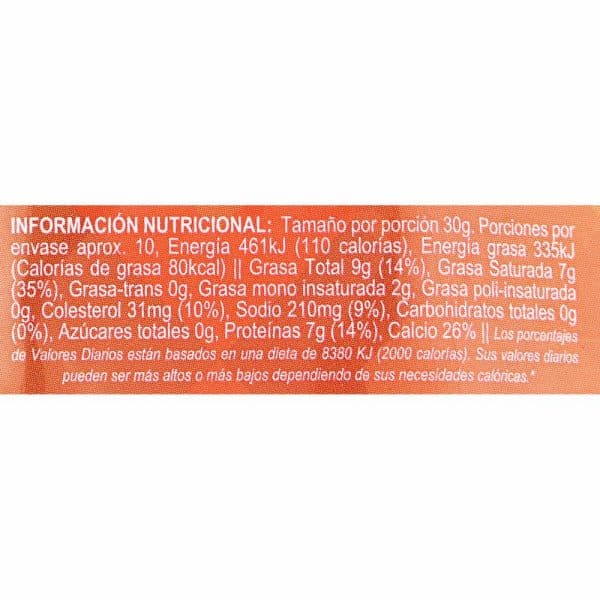 INFORMACIÓN NUTRICIONAL: Tamaño por porción 30g. Porciones por
envase aprox. 10, Energía 461kJ (110 calorías), Energía grasa 335kJ
(Calorías de grasa 80kcal) || Grasa Total 9g (14%), Grasa Saturada 7g
(35%), Grasa-trans 0g, Grasa mono insaturada 2g, Grasa poli-insaturada
0g, Colesterol 31mg (10%), Sodio 210mg (9%), Carbohidratos totales 0g
(0%), Azúcares totales 0g, Proteínas 7g (14%), Calcio 26% || Los porcentajes
de Valores Diarios están basados en una dieta de 8380 KJ (2000 calorías). Sus valores diarios
pueden ser más altos o más bajos dependiendo de sus necesidades calóricas.*